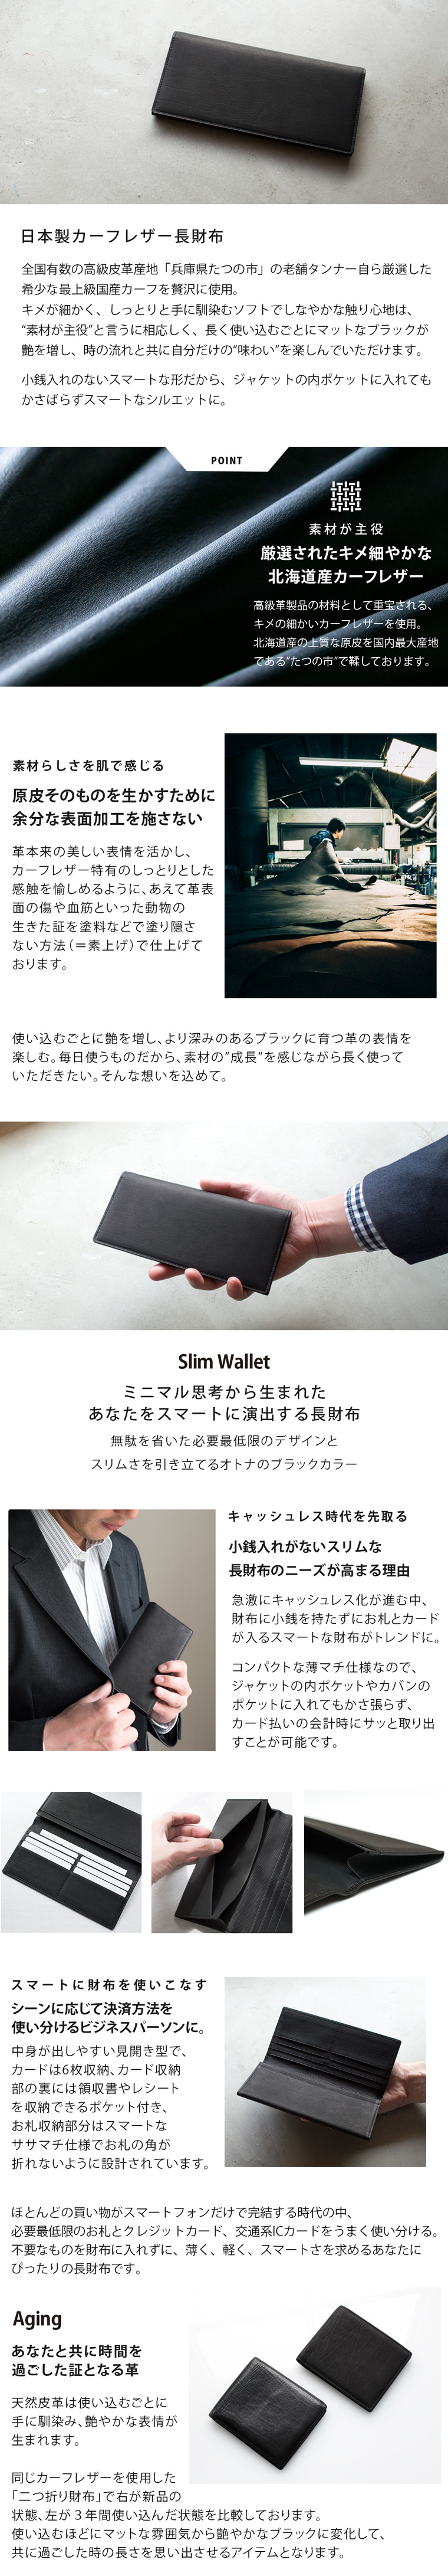 日本製カーフレザー長財布
全国有数の高級皮革産地「兵庫県たつの市」の老舗タンナー自ら厳選した
希少な最上級国産カーフを贅沢に使用。
キメが細かく、しっとりと手に馴染むソフトでしなやかな触り心地は、
“素材が主役”と言うに相応しく、長く使い込むごとにマットなブラックが
艶を増し、時の流れと共に自分だけの“味わい”を楽しんでいただけます。
小銭入れのないスマートな形だから、ジャケットの内ポケットに入れても
かさばらずスマートなシルエットに。
POINT
素材が主役
厳選されたキメ細やかな
北海道産カーフレザー
高級革製品の材料として重宝される、
キメの細かいカーフレザーを使用。
北海道産の上質な原皮を国内最大産地
である“たつの市”で鞣しております。
素材らしさを肌で感じる
原皮そのものを生かすために
余分な表面加工を施さない
革本来の美しい表情を活かし、
カーフレザー特有のしっとりとした
感触を愉しめるように、あえて革表
面の傷や血筋といった動物の
生きた証を塗料などで塗り隠さ
ない方法（＝素上げ）で仕上げて
おります。
使い込むごとに艶を増し、より深みのあるブラックに育つ革の表情を
楽しむ。毎日使うものだから、素材の”成長”を感じながら長く使って
いただきたい。そんな想いを込めて。
Slim Wallet
ミニマル思考から生まれた
あなたをスマートに演出する長財布
無駄を省いた必要最低限のデザインと
スリムさを引き立てるオトナのブラックカラー
キャッシュレス時代を先取る
小銭入れがないスリムな
長財布のニーズが高まる理由
急激にキャッシュレス化が進む中、
財布に小銭を持たずにお札とカード
が入るスマートな財布がトレンドに。
コンパクトな薄マチ仕様なので、
ジャケットの内ポケットやカバンの
ポケットに入れてもかさ張らず、
カード払いの会計時にサッと取り出
すことが可能です。
スマートに財布を使いこなす
シーンに応じて決済方法を
使い分けるビジネスパーソンに。
中身が出しやすい見開き型で、
カードは6枚収納、カード収納
部の裏には領収書やレシート
を収納できるポケット付き、
お札収納部分はスマートな
ササマチ仕様でお札の角が
折れないように設計されています。
ほとんどの買い物がスマートフォンだけで完結する時代の中、
必要最低限のお札とクレジットカード、交通系ICカードをうまく使い分ける。
不要なものを財布に入れずに、薄く、軽く、スマートさを求めるあなたに
ぴったりの長財布です。
Aging
あなたと共に時間を
過ごした証となる革
天然皮革は使い込むごとに
手に馴染み、艶やかな表情が
生まれます。
同じカーフレザーを使用した
「二つ折り財布」で右が新品の
状態、左が３年間使い込んだ状態を比較しております。
使い込むほどにマットな雰囲気から艶やかなブラックに変化して、
共に過ごした時の長さを思い出させるアイテムとなります。